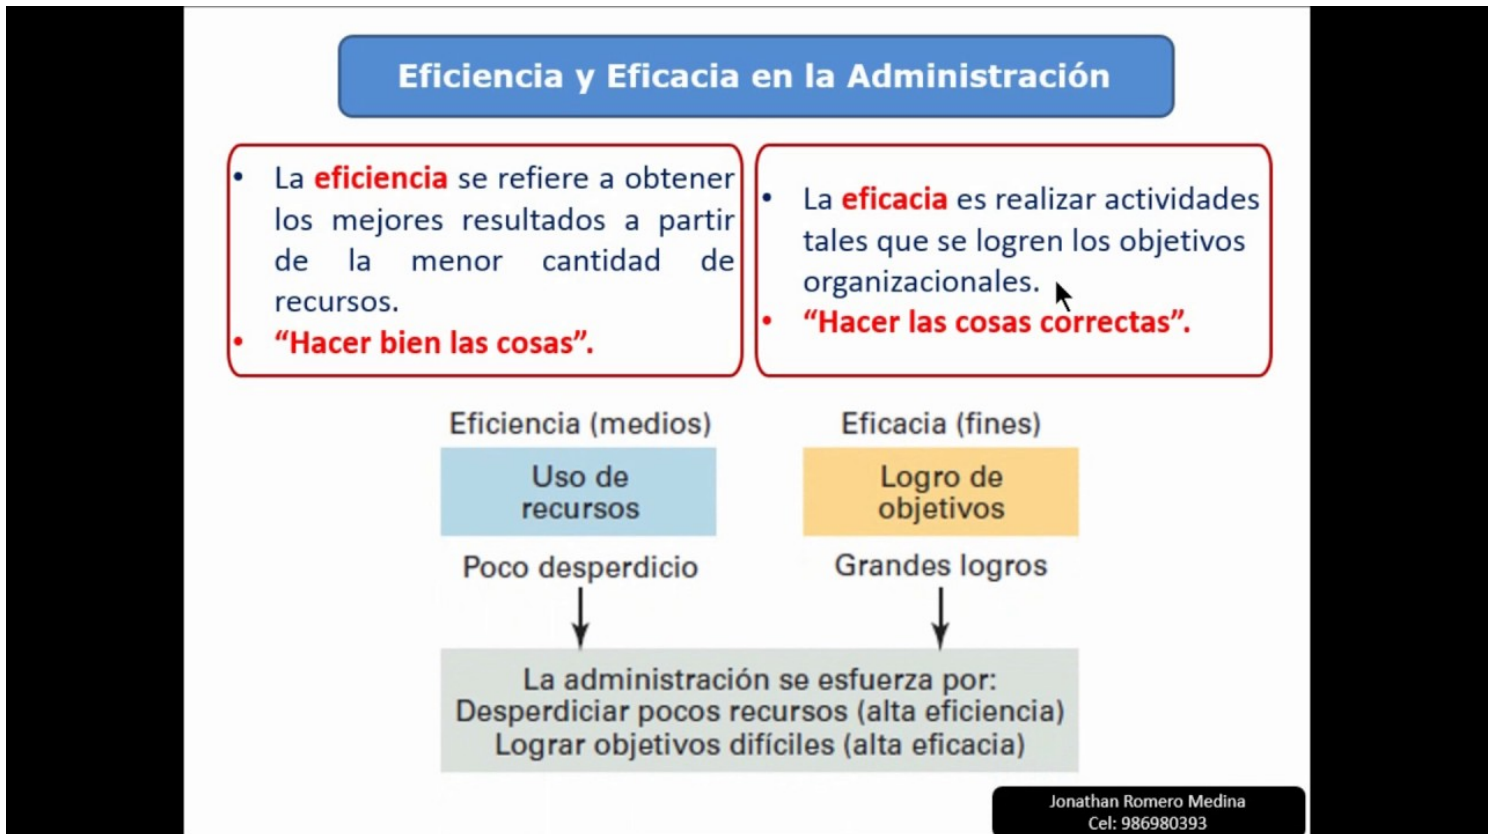 Eficiencia y Eficacia en la Administración
• La eficiencia se refiere a obtener
los mejores resultados a partir
de la menor cantidad de
recursos.
• “Hacer bien las cosas”.
• La eficacia es realizar actividades
tales que se logren los objetivos
organizacionales.
• “Hacer las cosas correctas”.
Eficiencia (medios)
Uso de
recursos
Poco desperdicio
Eficacia (fines)
Logro de
objetivos
Grandes logros
La administración se esfuerza por:
Desperdiciar pocos recursos (alta eficiencia)
Lograr objetivos difíciles (alta eficacia)
Jonathan Romero Medina
Cel: 986980393